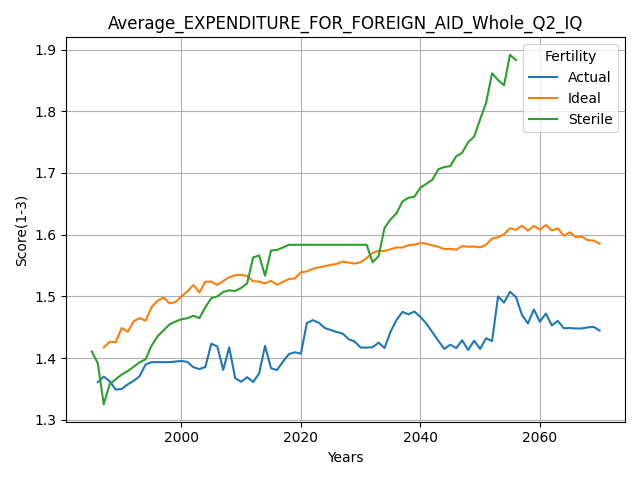 Average_EXPENDITURE_FOR_FOREIGN_AID_Whole_Q2_IQ
Fertility
Actual
Ideal
Sterile
Score(1-3)
1.9
1.8
1.7
1.6
1.5
1.4
1.3
2000
2020
2040
2060
Years